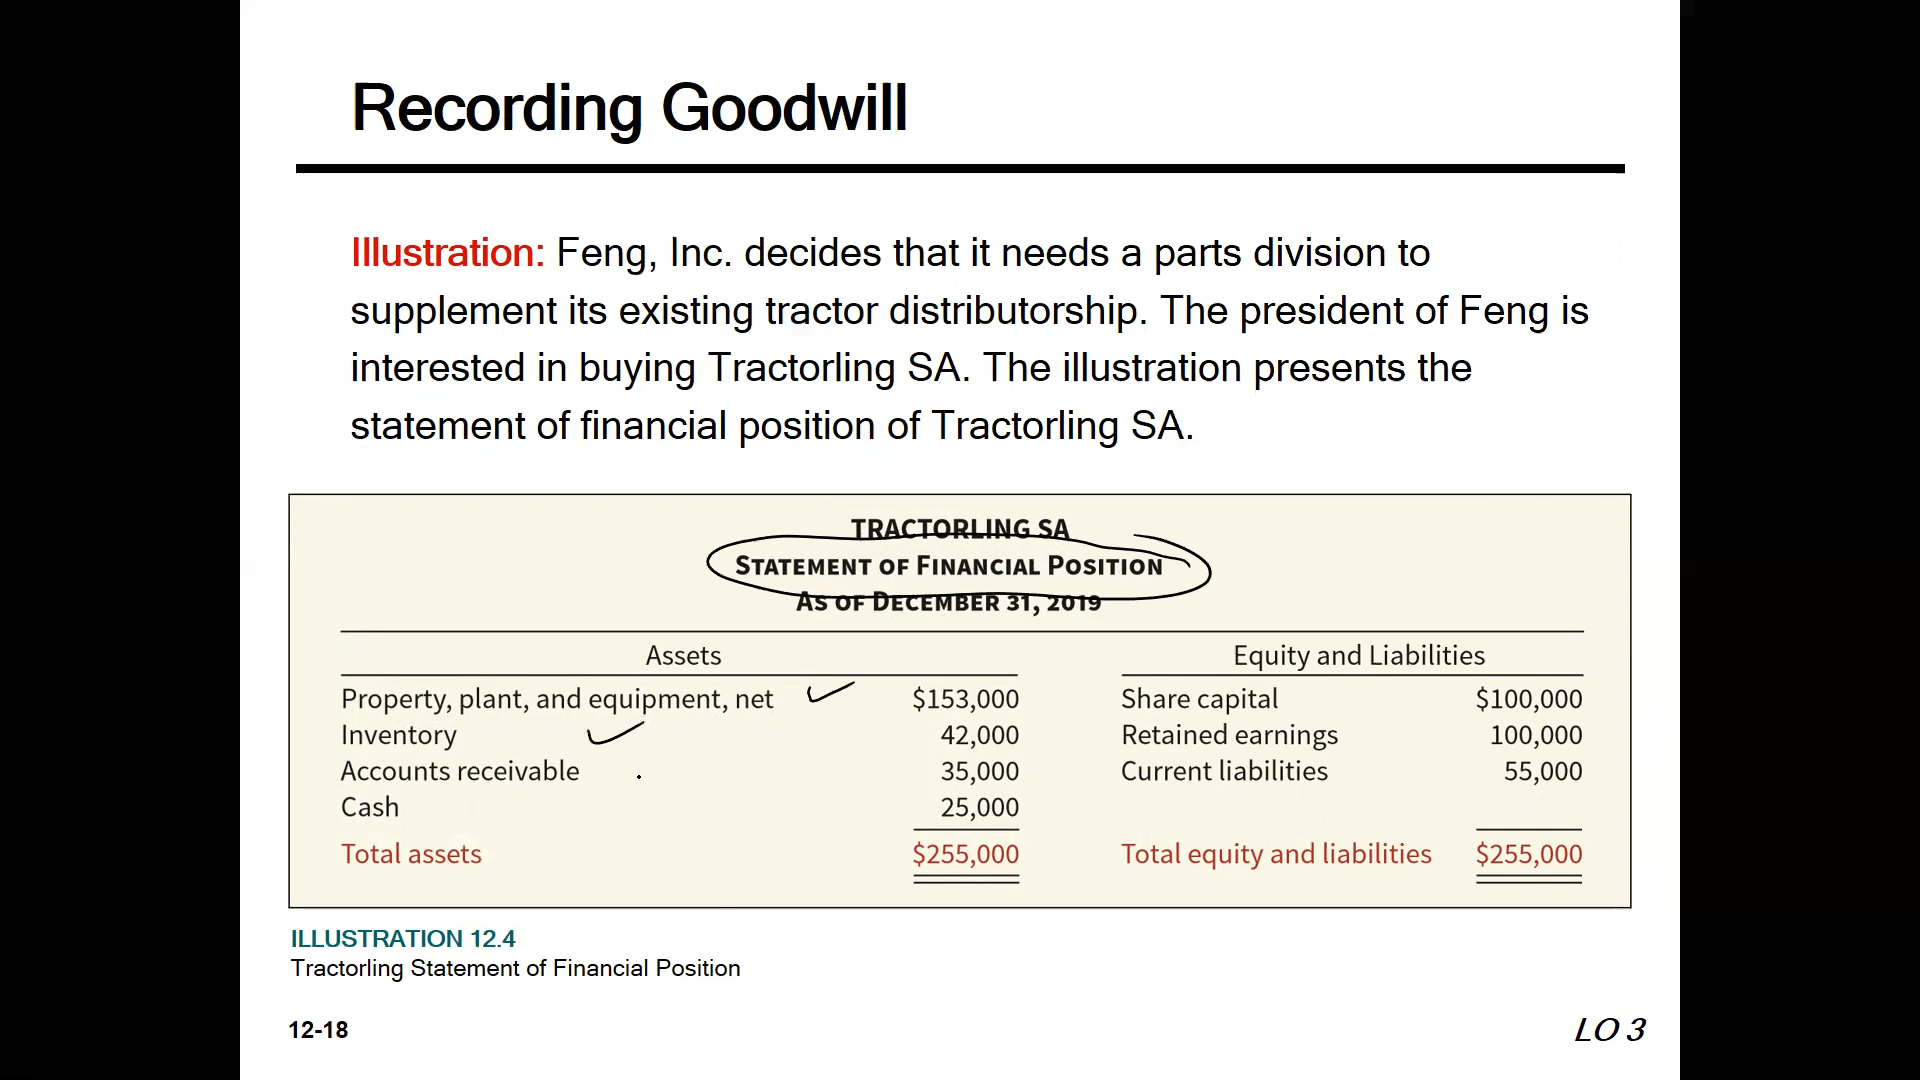 Recording Goodwill
Illustration: Feng, Inc. decides that it needs a parts division to
supplement its existing tractor distributorship. The president of Feng is
interested in buying Tractorling SA. The illustration presents the
statement of financial position of Tractorling SA.
TRACTORLING SA
STATEMENT OF FINANCIAL POSITION
AS OF DECEMBER 31, 2019
Assets Equity and Liabilities
Property, plant, and equipment, net $153,000 Share capital $100,000
Inventory 42,000 Retained earnings 100,000
Accounts receivable 35,000 Current liabilities 55,000
Cash 25,000
Total assets $255,000 Total equity and liabilities $255,000
ILLUSTRATION 12.4
Tractorling Statement of Financial Position
12-18 LO 3